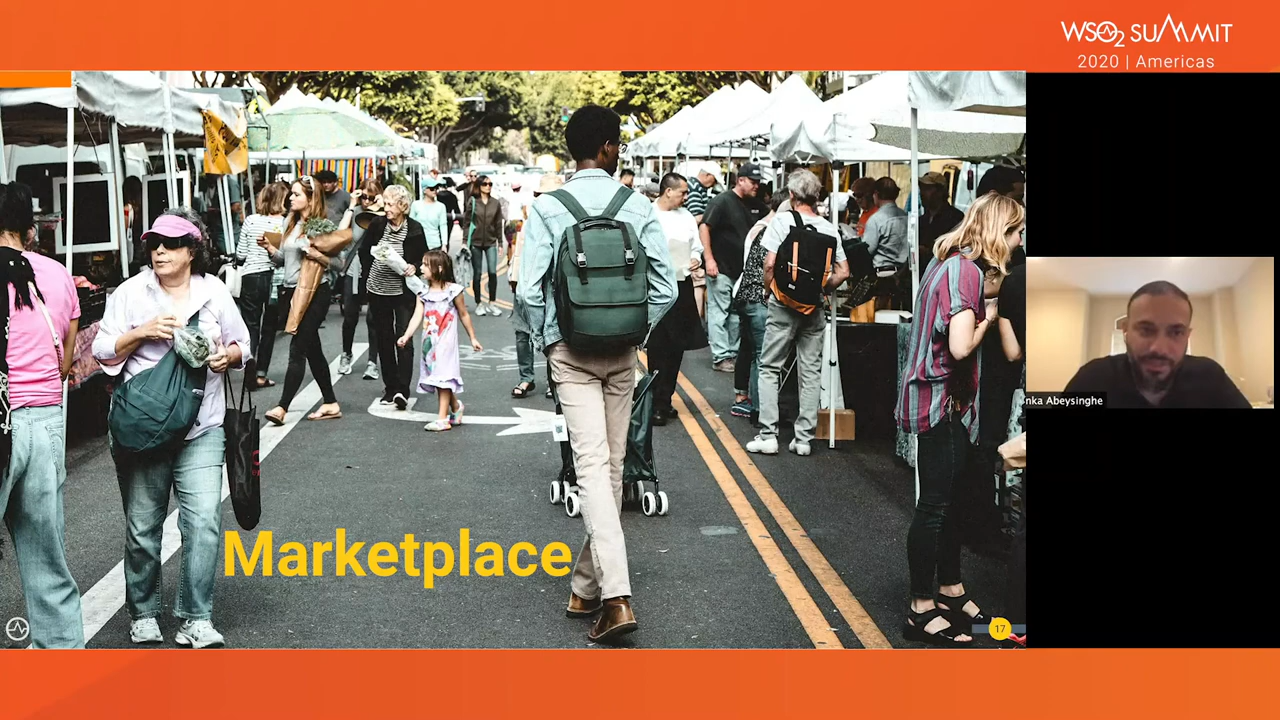 WSO2 SUMMIT
2020 | Americas
nka Abeysinghe
Marketplace
17